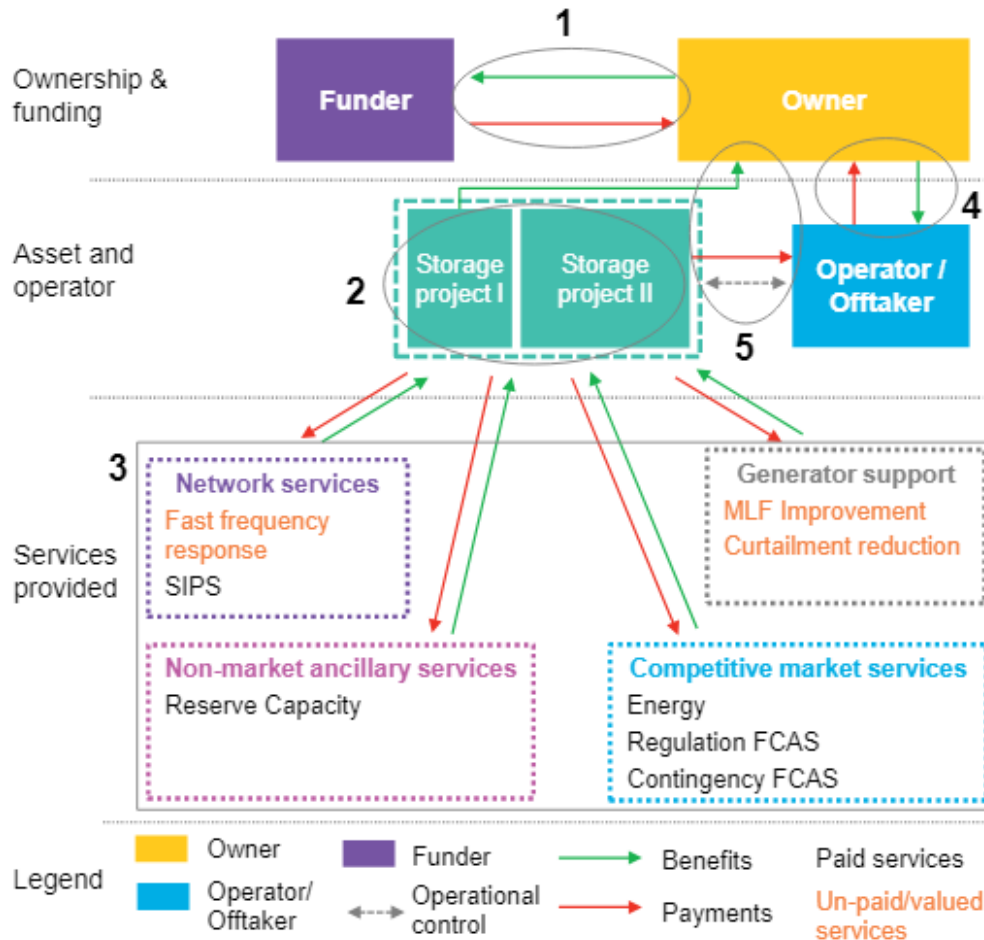 1
Ownership &
funding
Funder
Owner
4
Asset and
operator
2
Storage
project I
Storage
project II
Operator /
Offtaker
5
3
Network services
Fast frequency
response
SIPS
Generator support
MLF Improvement
Curtailment reduction
Services
provided
Non-market ancillary services
Reserve Capacity
Competitive market services
Energy
Regulation FCAS
Contingency FCAS
Legend
Owner
Funder
Benefits
Paid services
Operator/
Offtaker
Operational
control
Payments
Un-paid/valued
services